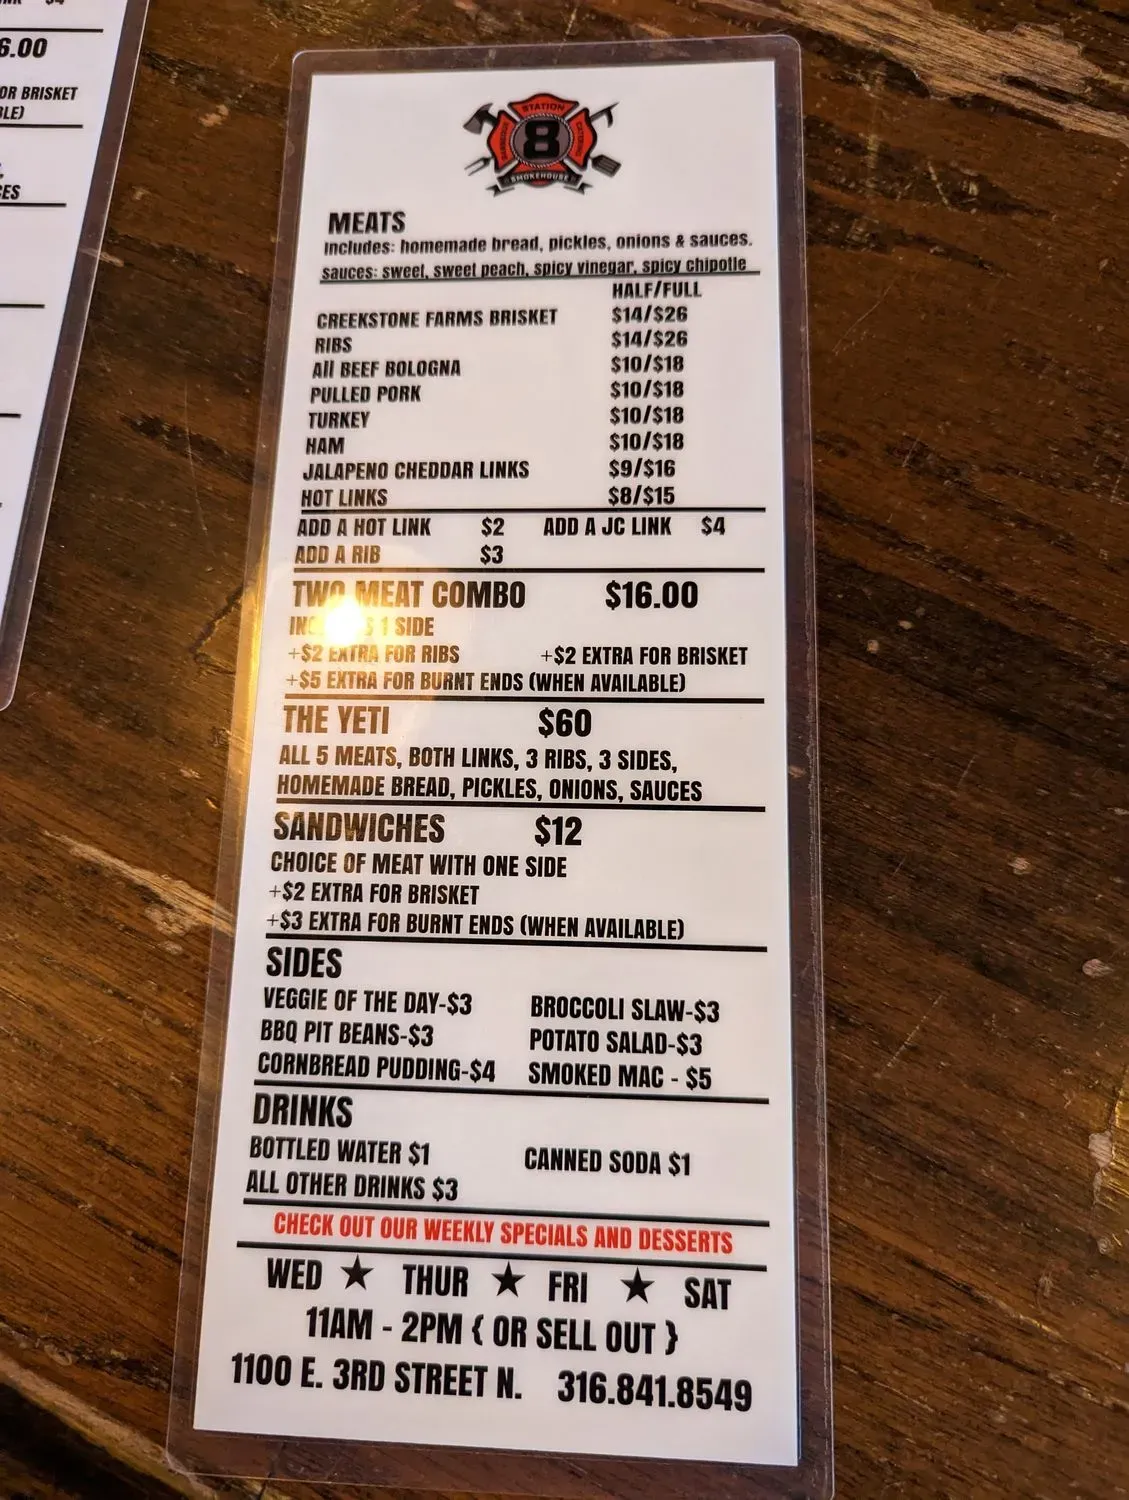 6.00
OR BRISKET
BLE)
ES
STATION
8
CATERING
SMOKEHOUSE
MEATS
Includes: homemade bread, pickles, onions & sauces.
sauces: sweet, sweet peach, spicy vinegar, spicy chipotle
HALF/FULL
CREEKSTONE FARMS BRISKET $14/$26
RIBS $14/$26
All BEEF BOLOGNA $10/$18
PULLED PORK $10/$18
TURKEY $10/$18
HAM $10/$18
JALAPENO CHEDDAR LINKS $9/$16
HOT LINKS $8/$15
ADD A HOT LINK $2 ADD A JC LINK $4
ADD A RIB $3
TWO MEAT COMBO $16.00
1 SIDE
+$2 EXTRA FOR RIBS +$2 EXTRA FOR BRISKET
+$5 EXTRA FOR BURNT ENDS (WHEN AVAILABLE)
THE YETI $60
ALL 5 MEATS, BOTH LINKS, 3 RIBS, 3 SIDES,
HOMEMADE BREAD, PICKLES, ONIONS, SAUCES
SANDWICHES $12
CHOICE OF MEAT WITH ONE SIDE
+$2 EXTRA FOR BRISKET
+$3 EXTRA FOR BURNT ENDS (WHEN AVAILABLE)
SIDES
VEGGIE OF THE DAY-$3 BROCCOLI SLAW-$3
BBQ PIT BEANS-$3 POTATO SALAD-$3
CORNBREAD PUDDING-$4 SMOKED MAC - $5
DRINKS
BOTTLED WATER $1 CANNED SODA $1
ALL OTHER DRINKS $3
CHECK OUT OUR WEEKLY SPECIALS AND DESSERTS
WED ★ THUR ★ FRI ★ SAT
11AM - 2PM { OR SELL OUT }
1100 E. 3RD STREET N. 316.841.8549